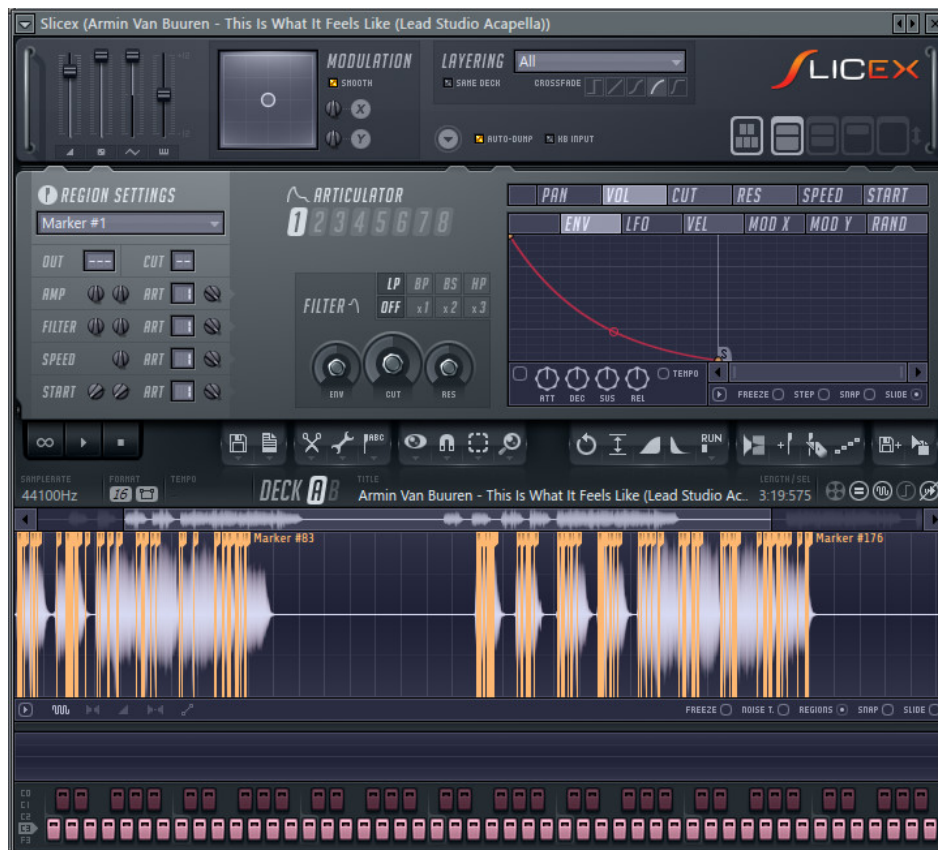 Slicex (Armin Van Buuren - This Is What It Feels Like (Lead Studio Acapella))
MODULATION
SMOOTH
X
Y
LAYERING All
SAME DECK CROSSFADE
AUTO-DUMP KB INPUT
SLICEX
REGION SETTINGS
Marker #1
OUT --- CUT --
AMP ART 1
FILTER ART 1
SPEED ART 1
START ART 1
ARTICULATOR
1 2 3 4 5 6 7 8
FILTER
LP BP BS HP
OFF x1 x2 x3
ENV CUT RES
PAN VOL CUT RES SPEED START
ENV LFO VEL MOD X MOD Y RAND
S
ATT DEC SUS REL TEMPO
FREEZE STEP SNAP SLIDE
ABC
RUN
SAMPLERATE FORMAT TEMPO TITLE LENGTH / SEL
44100Hz 16 DECK A B Armin Van Buuren - This Is What It Feels Like (Lead Studio Ac.. 3:19:575
Marker #83 Marker #176
FREEZE NOISE T. REGIONS SNAP SLIDE
C0
C1
C2
C3
F3